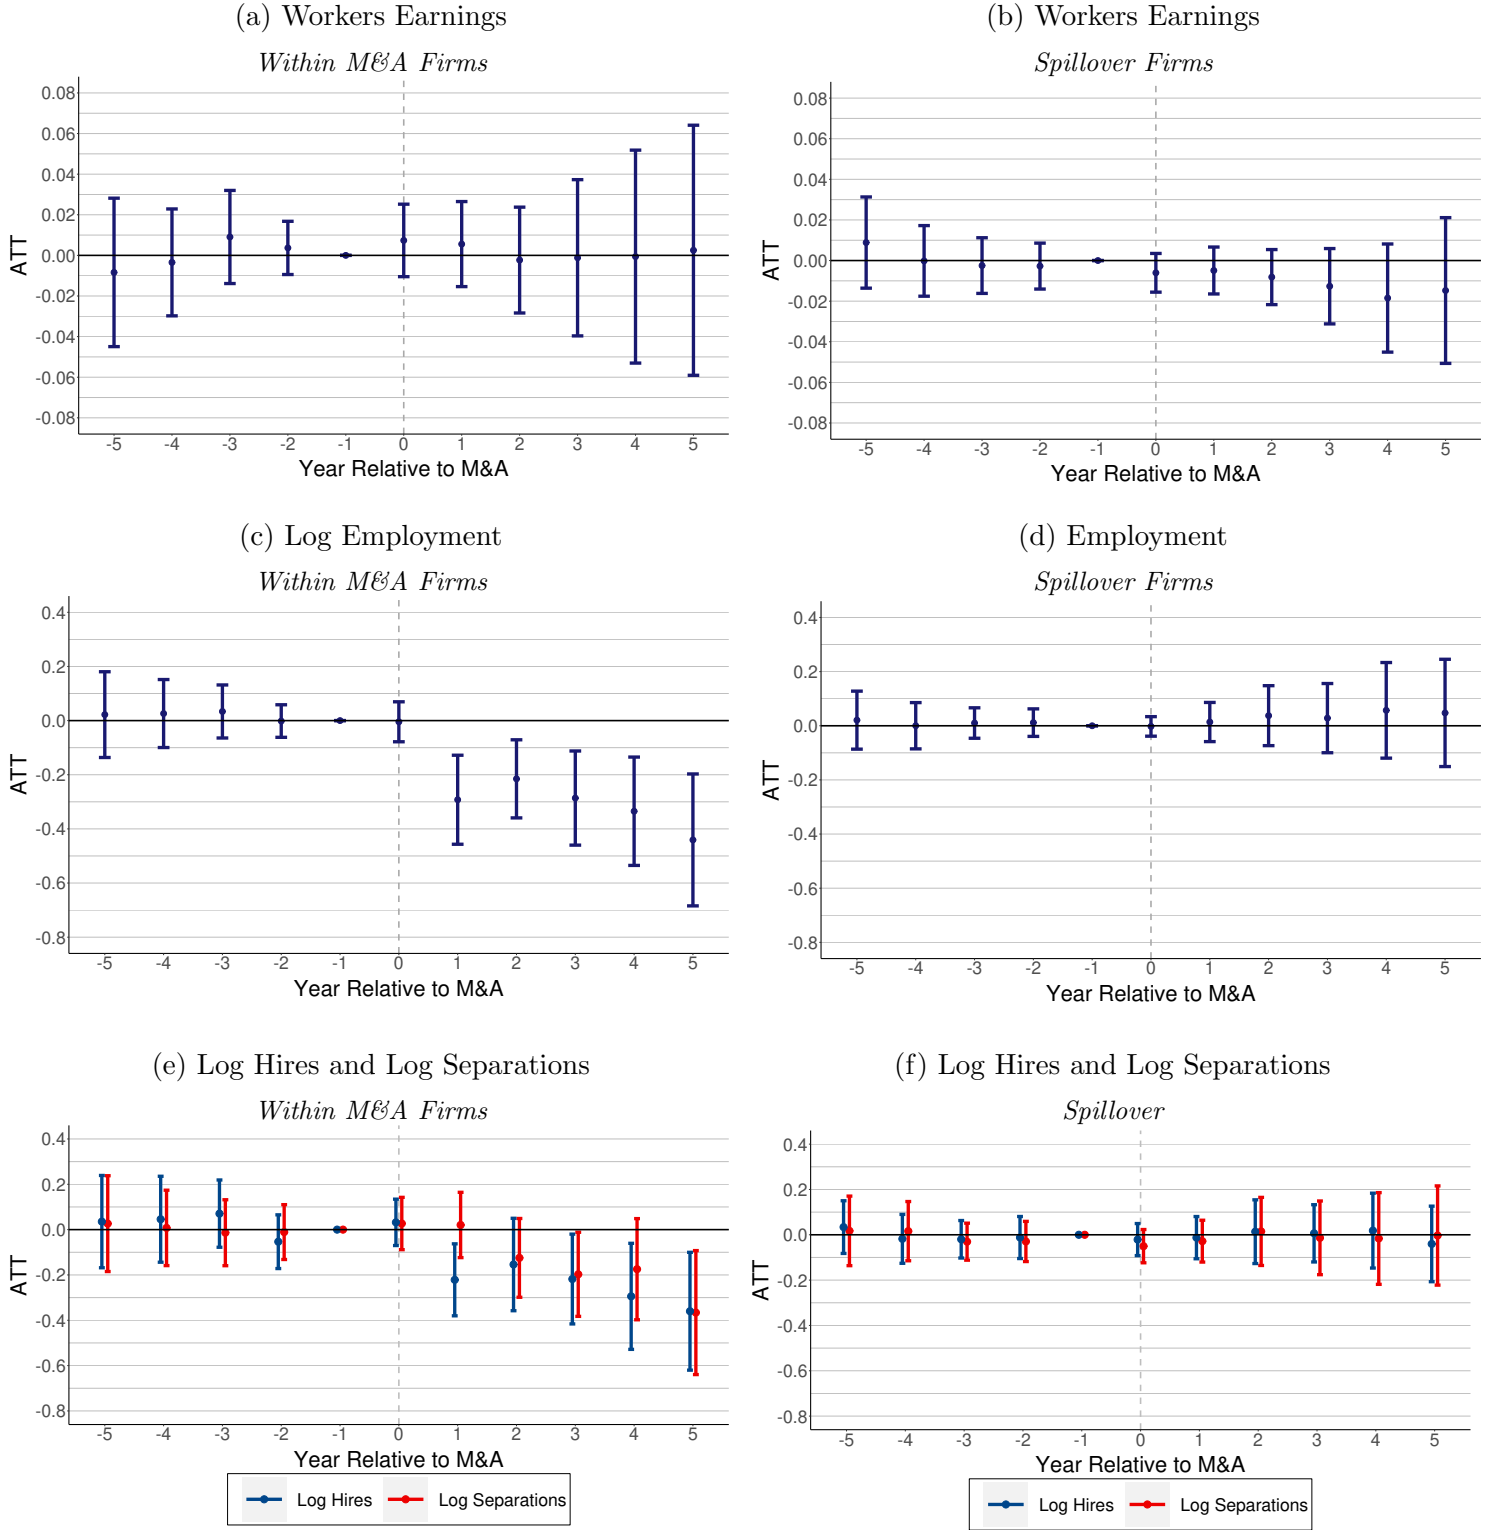 (a) Workers Earnings
Within M&A Firms
0.08
0.06
0.04
0.02
0.00
-0.02
-0.04
-0.06
-0.08
ATT
-5 -4 -3 -2 -1 0 1 2 3 4 5
Year Relative to M&A
(b) Workers Earnings
Spillover Firms
0.08
0.06
0.04
0.02
0.00
-0.02
-0.04
-0.06
-0.08
ATT
-5 -4 -3 -2 -1 0 1 2 3 4 5
Year Relative to M&A
(c) Log Employment
Within M&A Firms
0.4
0.2
0.0
-0.2
-0.4
-0.6
-0.8
ATT
-5 -4 -3 -2 -1 0 1 2 3 4 5
Year Relative to M&A
(d) Employment
Spillover Firms
0.4
0.2
0.0
-0.2
-0.4
-0.6
-0.8
ATT
-5 -4 -3 -2 -1 0 1 2 3 4 5
Year Relative to M&A
(e) Log Hires and Log Separations
Within M&A Firms
0.4
0.2
0.0
-0.2
-0.4
-0.6
-0.8
ATT
-5 -4 -3 -2 -1 0 1 2 3 4 5
Year Relative to M&A
Log Hires Log Separations
(f) Log Hires and Log Separations
Spillover
0.4
0.2
0.0
-0.2
-0.4
-0.6
-0.8
ATT
-5 -4 -3 -2 -1 0 1 2 3 4 5
Year Relative to M&A
Log Hires Log Separations